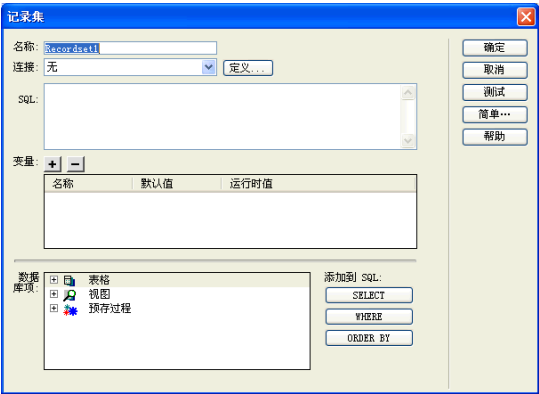 记录集
名称: Recordset1
确定
连接: 无 定义...
取消
SQL:
测试
简单…
帮助
变量:
名称 默认值 运行时值
数据库项:
表格
视图
预存过程
添加到 SQL:
SELECT
WHERE
ORDER BY